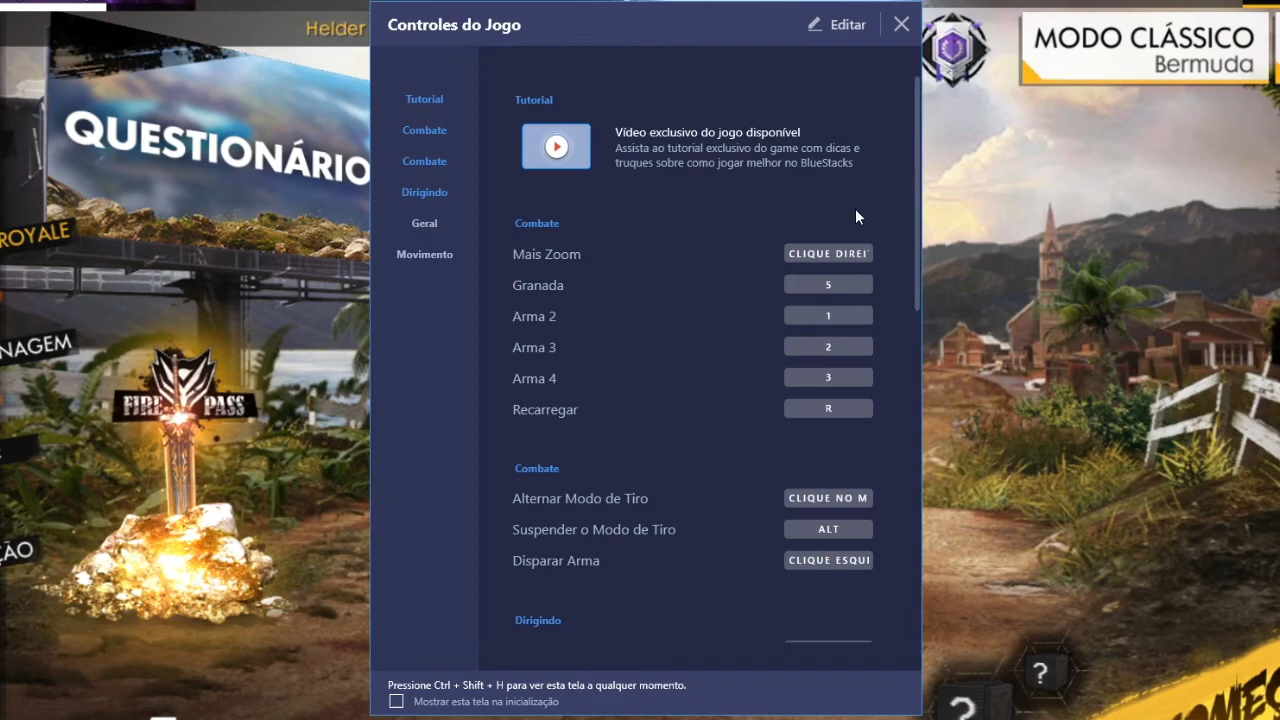 Helder
QUESTIONÁRIO
ROYALE
NAGEM
FIRE PASS
ÇÃO
Controles do Jogo
Editar
Tutorial
Combate
Combate
Dirigindo
Geral
Movimento
Tutorial
Vídeo exclusivo do jogo disponível
Assista ao tutorial exclusivo do game com dicas e
truques sobre como jogar melhor no BlueStacks
Combate
Mais Zoom CLIQUE DIREI
Granada 5
Arma 2 1
Arma 3 2
Arma 4 3
Recarregar R
Combate
Alternar Modo de Tiro CLIQUE NO M
Suspender o Modo de Tiro ALT
Disparar Arma CLIQUE ESQU
Dirigindo
Pressione Ctrl + Shift + H para ver esta tela a qualquer momento.
Mostrar esta tela na inicialização
MODO CLÁSSICO
Bermuda
?
?
OMEÇ